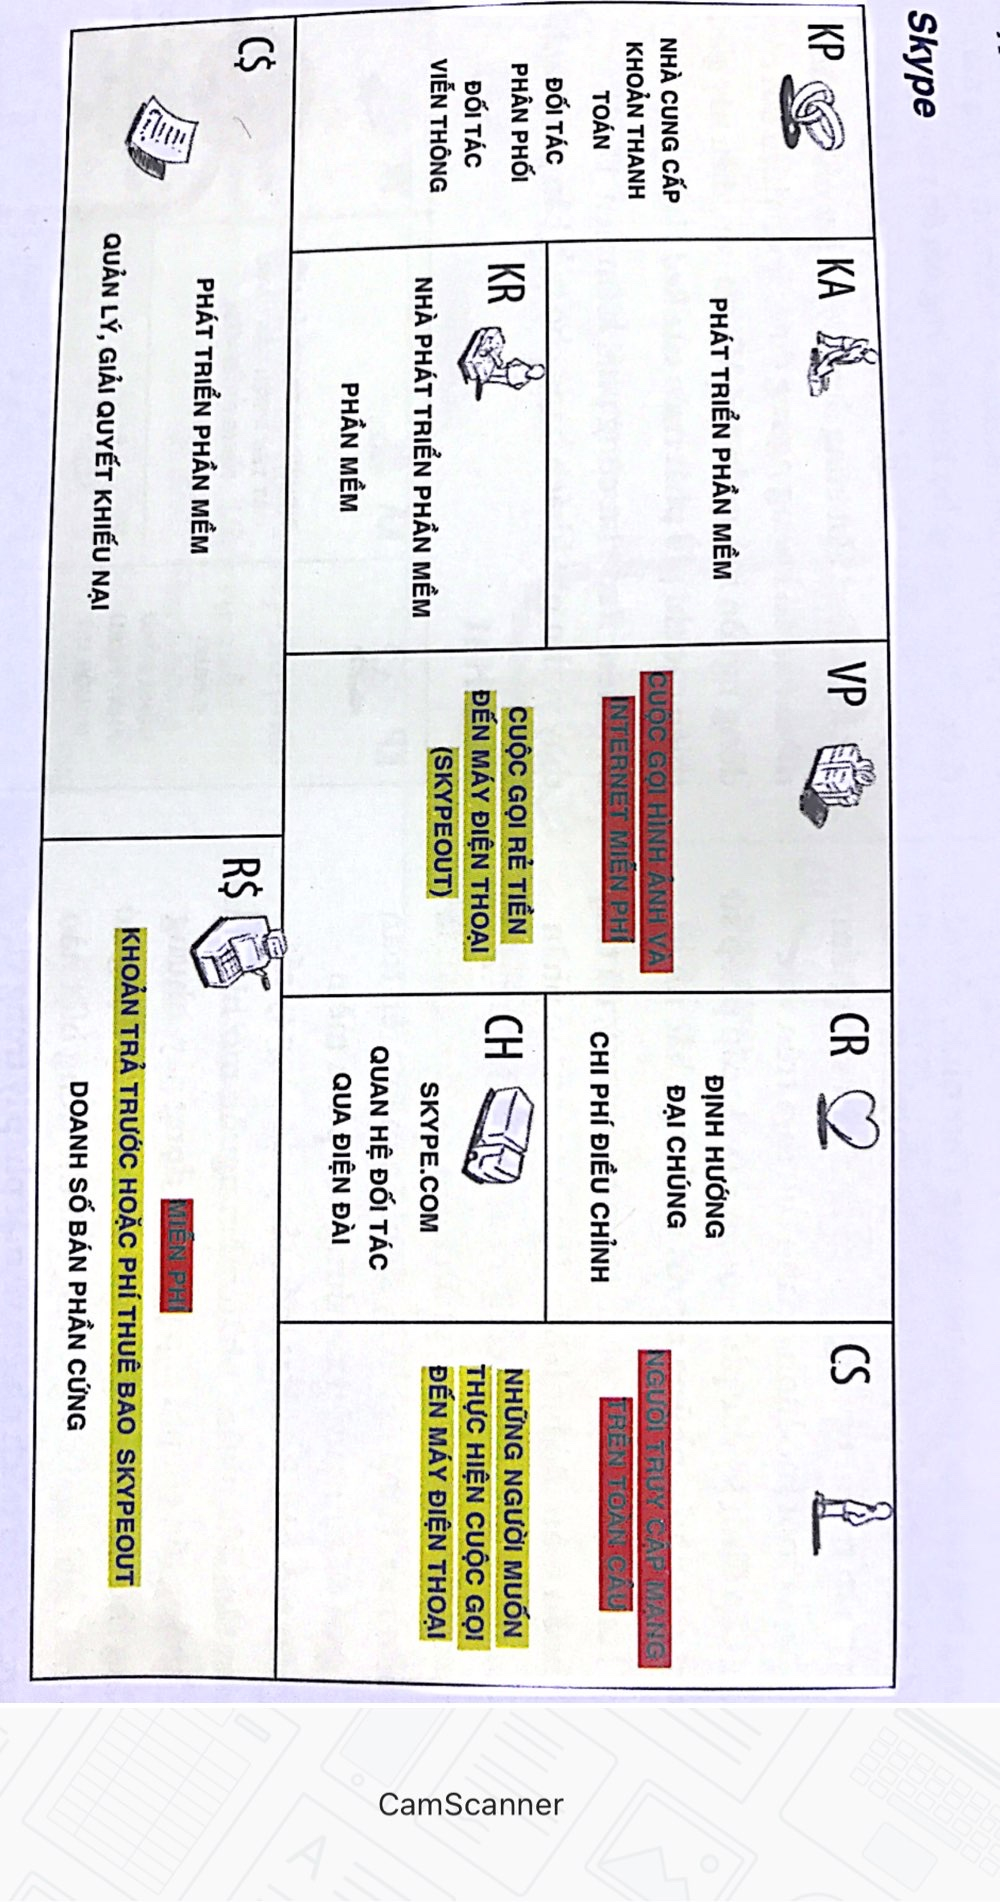 Skype
KP
NHÀ CUNG CẤP
KHOẢN THANH
TOÁN
ĐỐI TÁC
PHÂN PHỐI
ĐỐI TÁC
VIỄN THÔNG
KA
PHÁT TRIỂN PHẦN MỀM
KR
NHÀ PHÁT TRIỂN PHẦN MỀM
PHẦN MỀM
VP
CUỘC GỌI HÌNH ẢNH VÀ
INTERNET MIỄN PHÍ
CUỘC GỌI RẺ TIỀN
ĐẾN MÁY ĐIỆN THOẠI
(SKYPEOUT)
CR
ĐỊNH HƯỚNG
ĐẠI CHÚNG
CHI PHÍ ĐIỀU CHỈNH
CH
SKYPE.COM
QUAN HỆ ĐỐI TÁC
QUA ĐIỆN ĐÀI
CS
NGƯỜI TRUY CẬP MẠNG
TRÊN TOÀN CẦU
NHỮNG NGƯỜI MUỐN
THỰC HIỆN CUỘC GỌI
ĐẾN MÁY ĐIỆN THOẠI
C$
PHÁT TRIỂN PHẦN MỀM
QUẢN LÝ, GIẢI QUYẾT KHIẾU NẠI
R$
MIỄN PHÍ
KHOẢN TRẢ TRƯỚC HOẶC PHÍ THUÊ BAO SKYPEOUT
DOANH SỐ BÁN PHẦN CỨNG
CamScanner